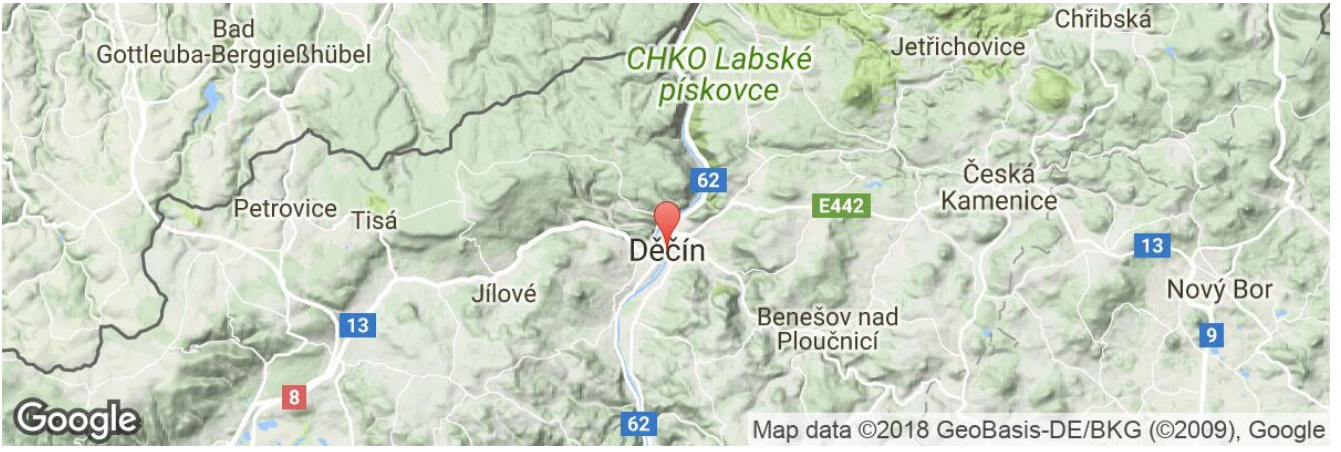 Chřibská
Bad
Gottleuba-Berggießhübel
Jetřichovice
CHKO Labské
pískovce
62
Česká
Kamenice
E442
Petrovice
Tisá
Děčín
13
Jílové
Nový Bor
Benešov nad
Ploučnicí
13
9
8
62
Google
Map data ©2018 GeoBasis-DE/BKG (©2009), Google